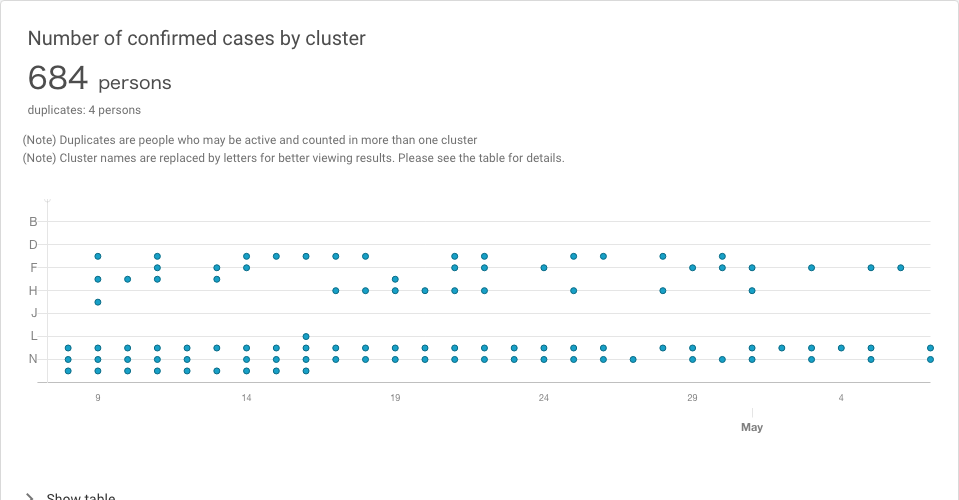 Number of confirmed cases by cluster
684 persons
duplicates: 4 persons
(Note) Duplicates are people who may be active and counted in more than one cluster
(Note) Cluster names are replaced by letters for better viewing results. Please see the table for details.
B
D
F
H
J
L
N
9 14 19 24 29 4
May
Show table